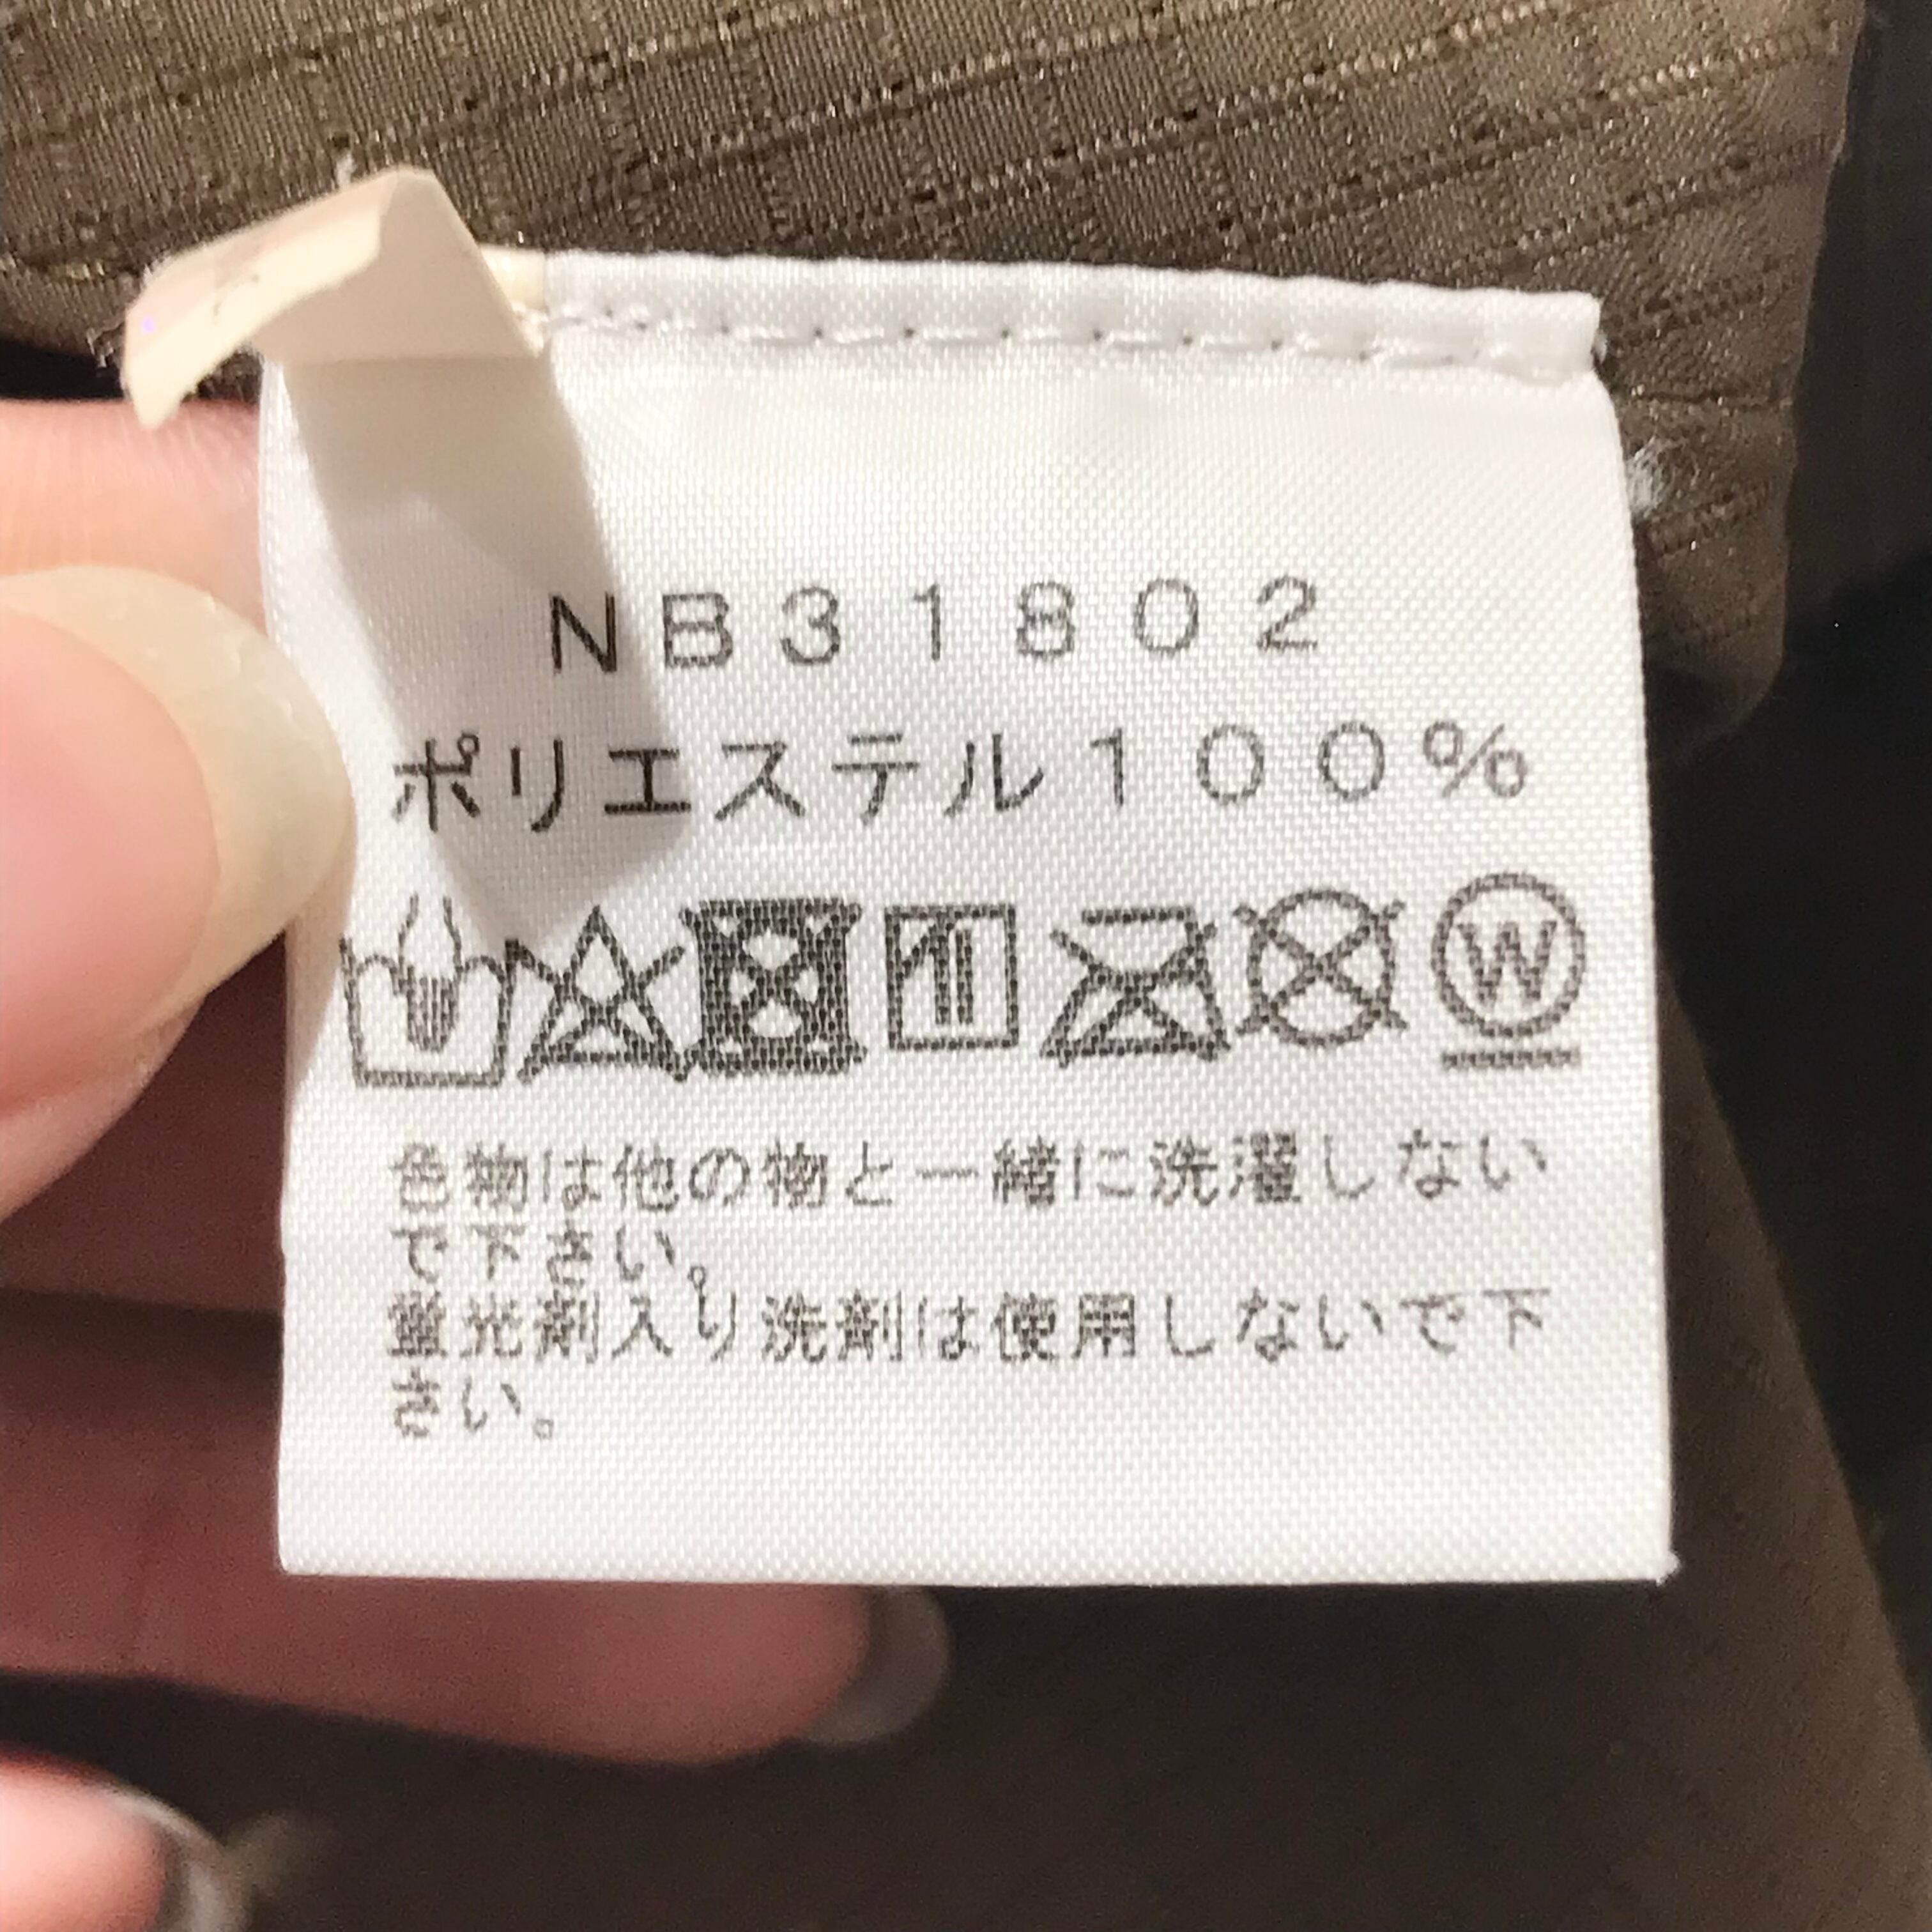 NB31802
ポリエステル100%
W
色物は他の物と一緒に洗濯しない
で下さい。
蛍光剤入り洗剤は使用しないで下
さい。